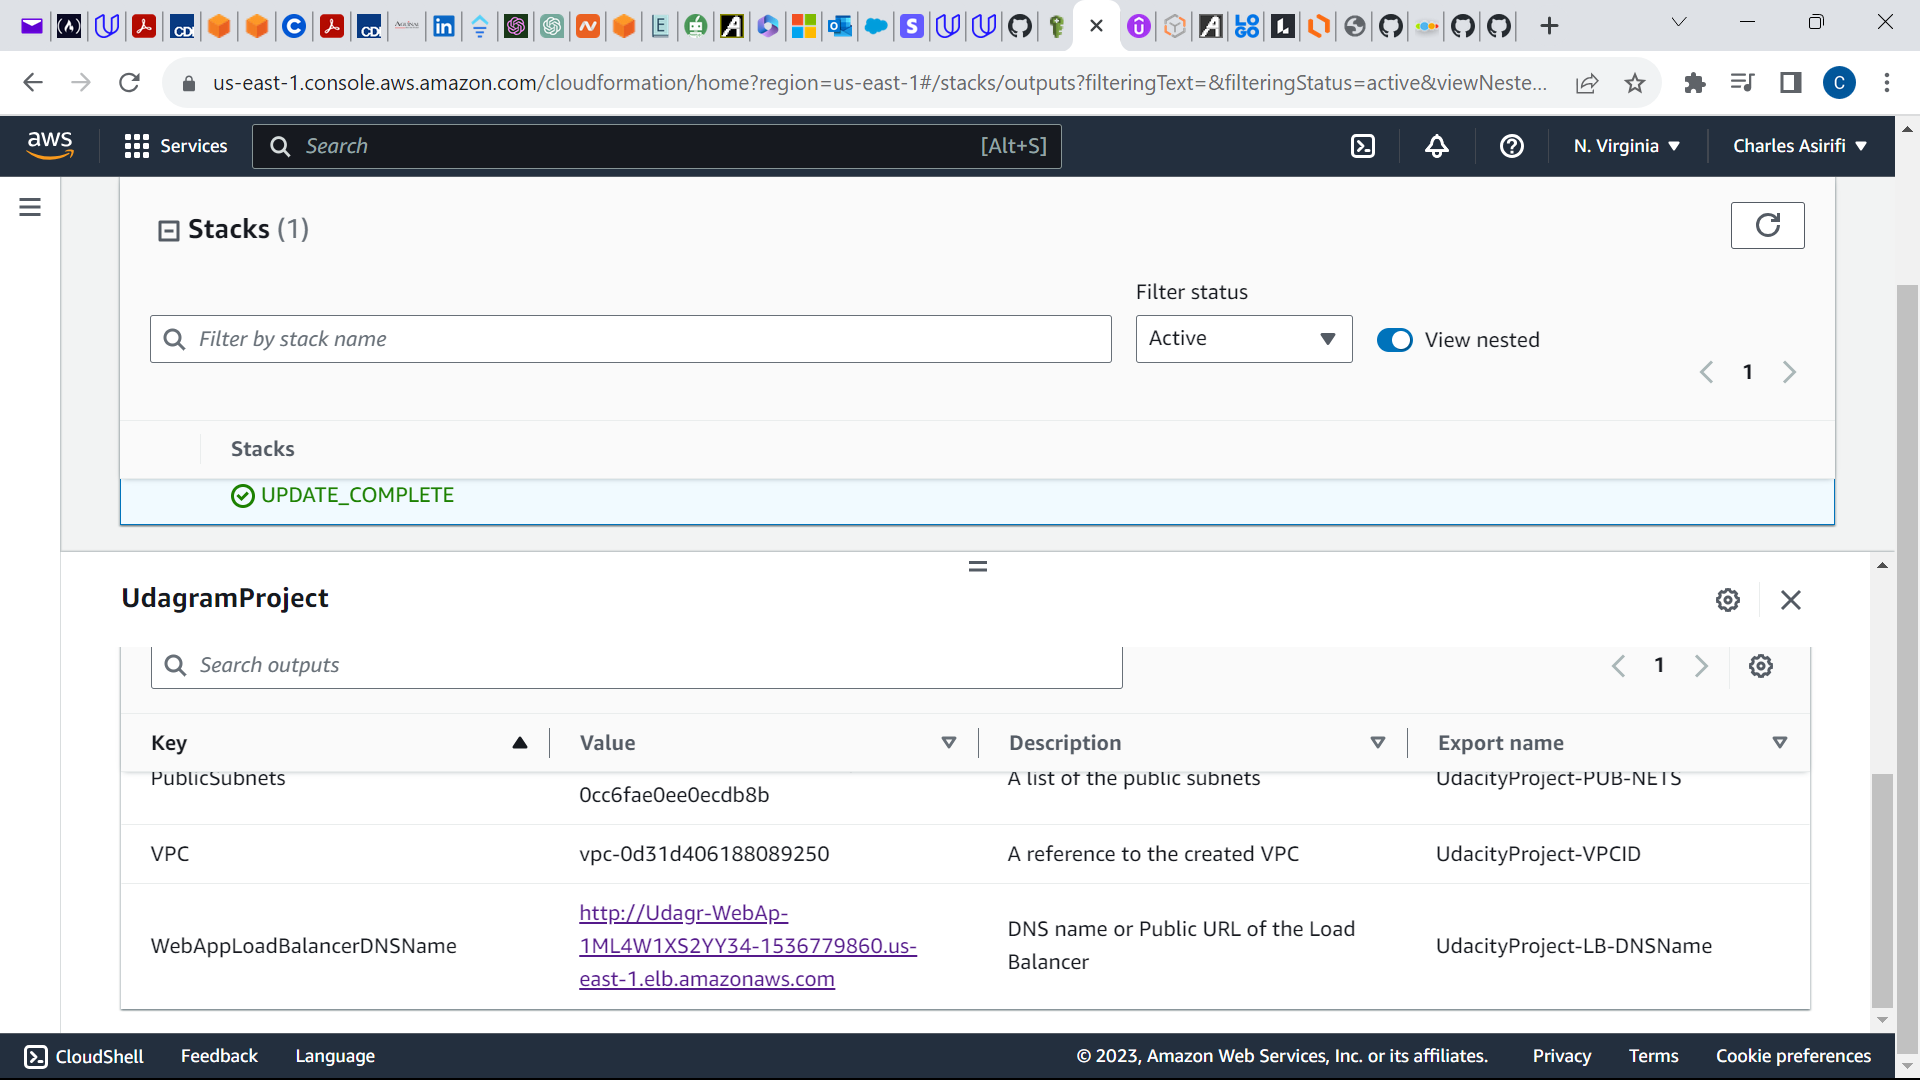 us-east-1.console.aws.amazon.com/cloudformation/home?region=us-east-1#/stacks/outputs?filteringText=&filteringStatus=active&viewNeste...
C
aws
Services
Search
[Alt+S]
N. Virginia
Charles Asirifi
Stacks (1)
Filter status
Filter by stack name
Active
View nested
1
Stacks
UPDATE_COMPLETE
UdagramProject
Search outputs
1
Key
Value
Description
Export name
PublicSubnets
0cc6fae0ee0ecdb8b
A list of the public subnets
UdacityProject-PUB-NETS
VPC
vpc-0d31d406188089250
A reference to the created VPC
UdacityProject-VPCID
WebAppLoadBalancerDNSName
http://Udagr-WebAp-
1ML4W1XS2YY34-1536779860.us-
east-1.elb.amazonaws.com
DNS name or Public URL of the Load
Balancer
UdacityProject-LB-DNSName
CloudShell
Feedback
Language
© 2023, Amazon Web Services, Inc. or its affiliates.
Privacy
Terms
Cookie preferences